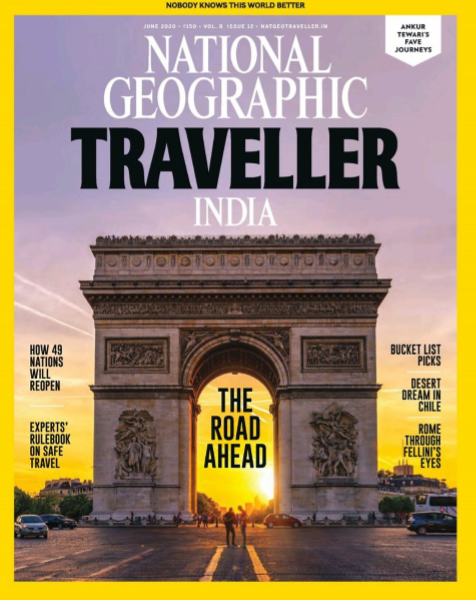 NOBODY KNOWS THIS WORLD BETTER
JUNE 2020 • ₹150 • VOL. 8 ISSUE 12 • NATGEOTRAVELLER.IN
ANKUR
TEWARI'S
FAVE
JOURNEYS
NATIONAL
GEOGRAPHIC
TRAVELLER
INDIA
HOW 49
NATIONS
WILL
REOPEN
EXPERTS'
RULEBOOK
ON SAFE
TRAVEL
THE
ROAD
AHEAD
BUCKET LIST
PICKS
DESERT
DREAM IN
CHILE
ROME
THROUGH
FELLINI'S
EYES